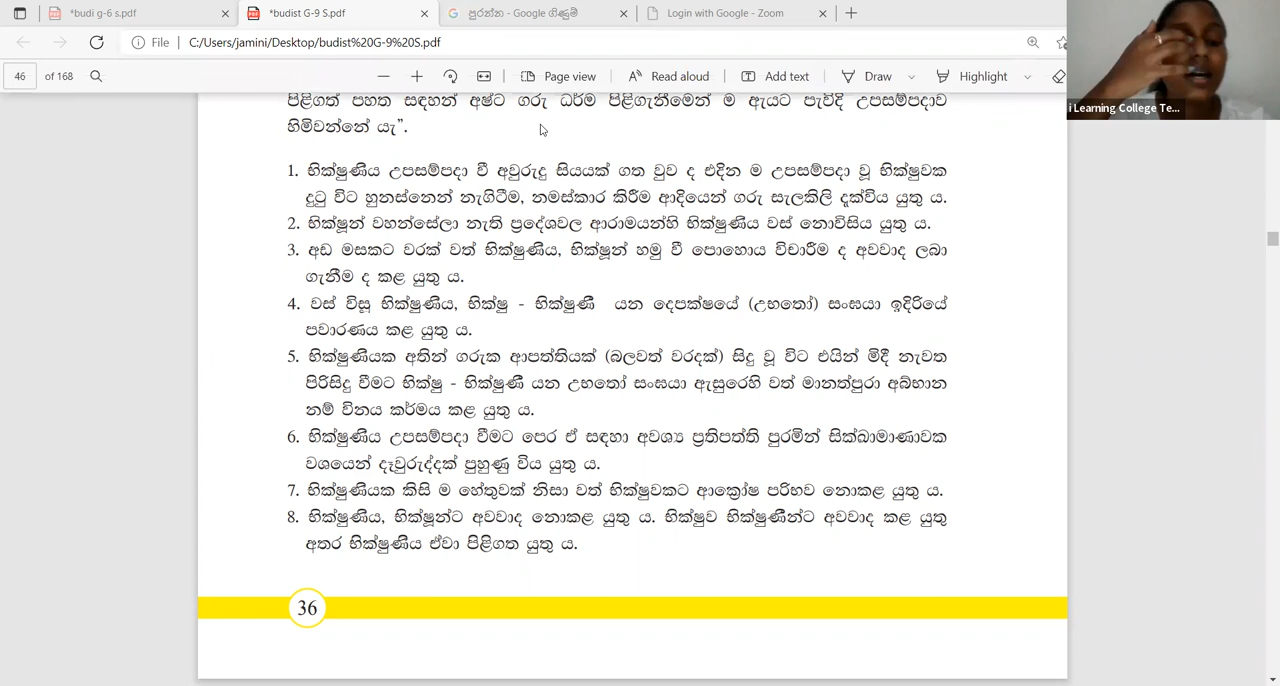 *budi g-6 s.pdf
*budist G-9 S.pdf
පුරන්න - Google ගිණුම්
Login with Google - Zoom
File
C:/Users/jamini/Desktop/budist%20G-9%20S.pdf
46 of 168
Page view
Read aloud
Add text
Draw
Highlight
i Learning College Te...
පිළිගත් පහත සඳහන් අෂ්ට ගරු ධර්ම පිළිගැනීමෙන් ම ඇයට පැවිදි උපසම්පදාව
හිමිවන්නේ යැ”.
1. භික්ෂුණිය උපසම්පදා වී අවුරුදු සියයක් ගත වුව ද එදින ම උපසම්පදා වූ භික්ෂුවක
දුටු විට හුනස්නෙන් නැගිටීම, නමස්කාර කිරීම ආදියෙන් ගරු සැලකිලි දැක්විය යුතු ය.
2. භික්ෂූන් වහන්සේලා නැති ප්‍රදේශවල ආරාමයන්හි භික්ෂුණිය වස් නොවිසිය යුතු ය.
3. අඩ මසකට වරක් වත් භික්ෂුණිය, භික්ෂූන් හමු වී පොහොය විචාරීම ද අවවාද ලබා
ගැනීම ද කළ යුතු ය.
4. වස් විසූ භික්ෂුණිය, භික්ෂු - භික්ෂුණී යන දෙපක්ෂයේ (උභතෝ) සංඝයා ඉදිරියේ
පවාරණය කළ යුතු ය.
5. භික්ෂුණියක අතින් ගරුක ආපත්තියක් (බලවත් වරදක්) සිදු වූ විට එයින් මිදී නැවත
පිරිසිදු වීමට භික්ෂු - භික්ෂුණී යන උභතෝ සංඝයා ඇසුරෙහි වත් මානත්පුරා අබ්භාන
නම් විනය කර්මය කළ යුතු ය.
6. භික්ෂුණිය උපසම්පදා වීමට පෙර ඒ සඳහා අවශ්‍ය ප්‍රතිපත්ති පුරමින් සික්ඛාමාණාවක
වශයෙන් දෑවුරුද්දක් පුහුණු විය යුතු ය.
7. භික්ෂුණියක කිසි ම හේතුවක් නිසා වත් භික්ෂුවකට ආක්‍රෝෂ පරිභව නොකළ යුතු ය.
8. භික්ෂුණිය, භික්ෂූන්ට අවවාද නොකළ යුතු ය. භික්ෂුව භික්ෂුණීන්ට අවවාද කළ යුතු
අතර භික්ෂුණිය ඒවා පිළිගත යුතු ය.
36